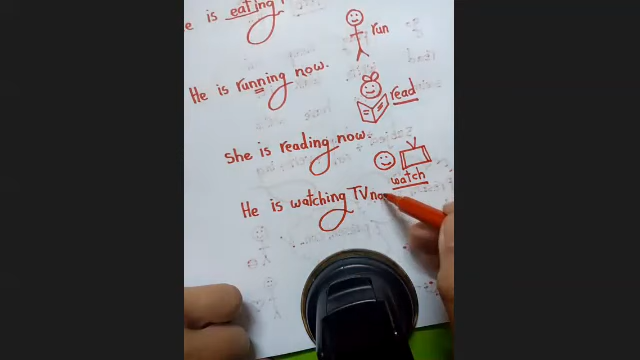 e is eating
run
He is running now.
read
She is reading now.
watch
He is watching TV no